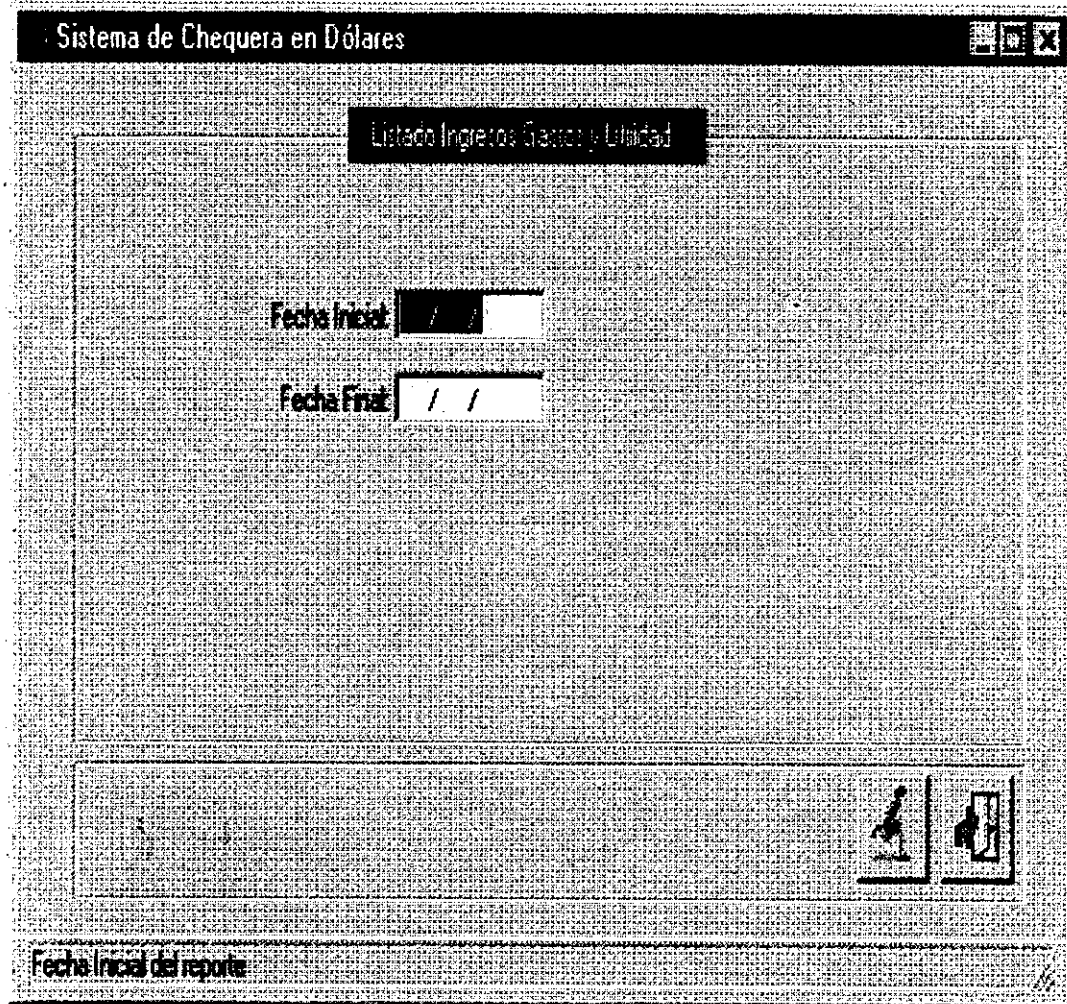 Sistema de Chequera en Dólares
Listado Ingresos Gastos y Utilidad
Fecha Inicial: / /
Fecha Final: / /
Fecha Inicial del reporte